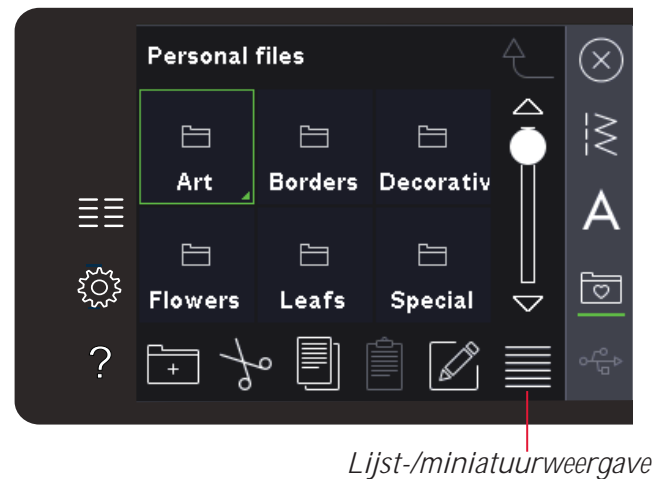 Personal files
Art Borders Decorativ
A
Flowers Leafs Special
?
Lijst-/miniatuurweergave